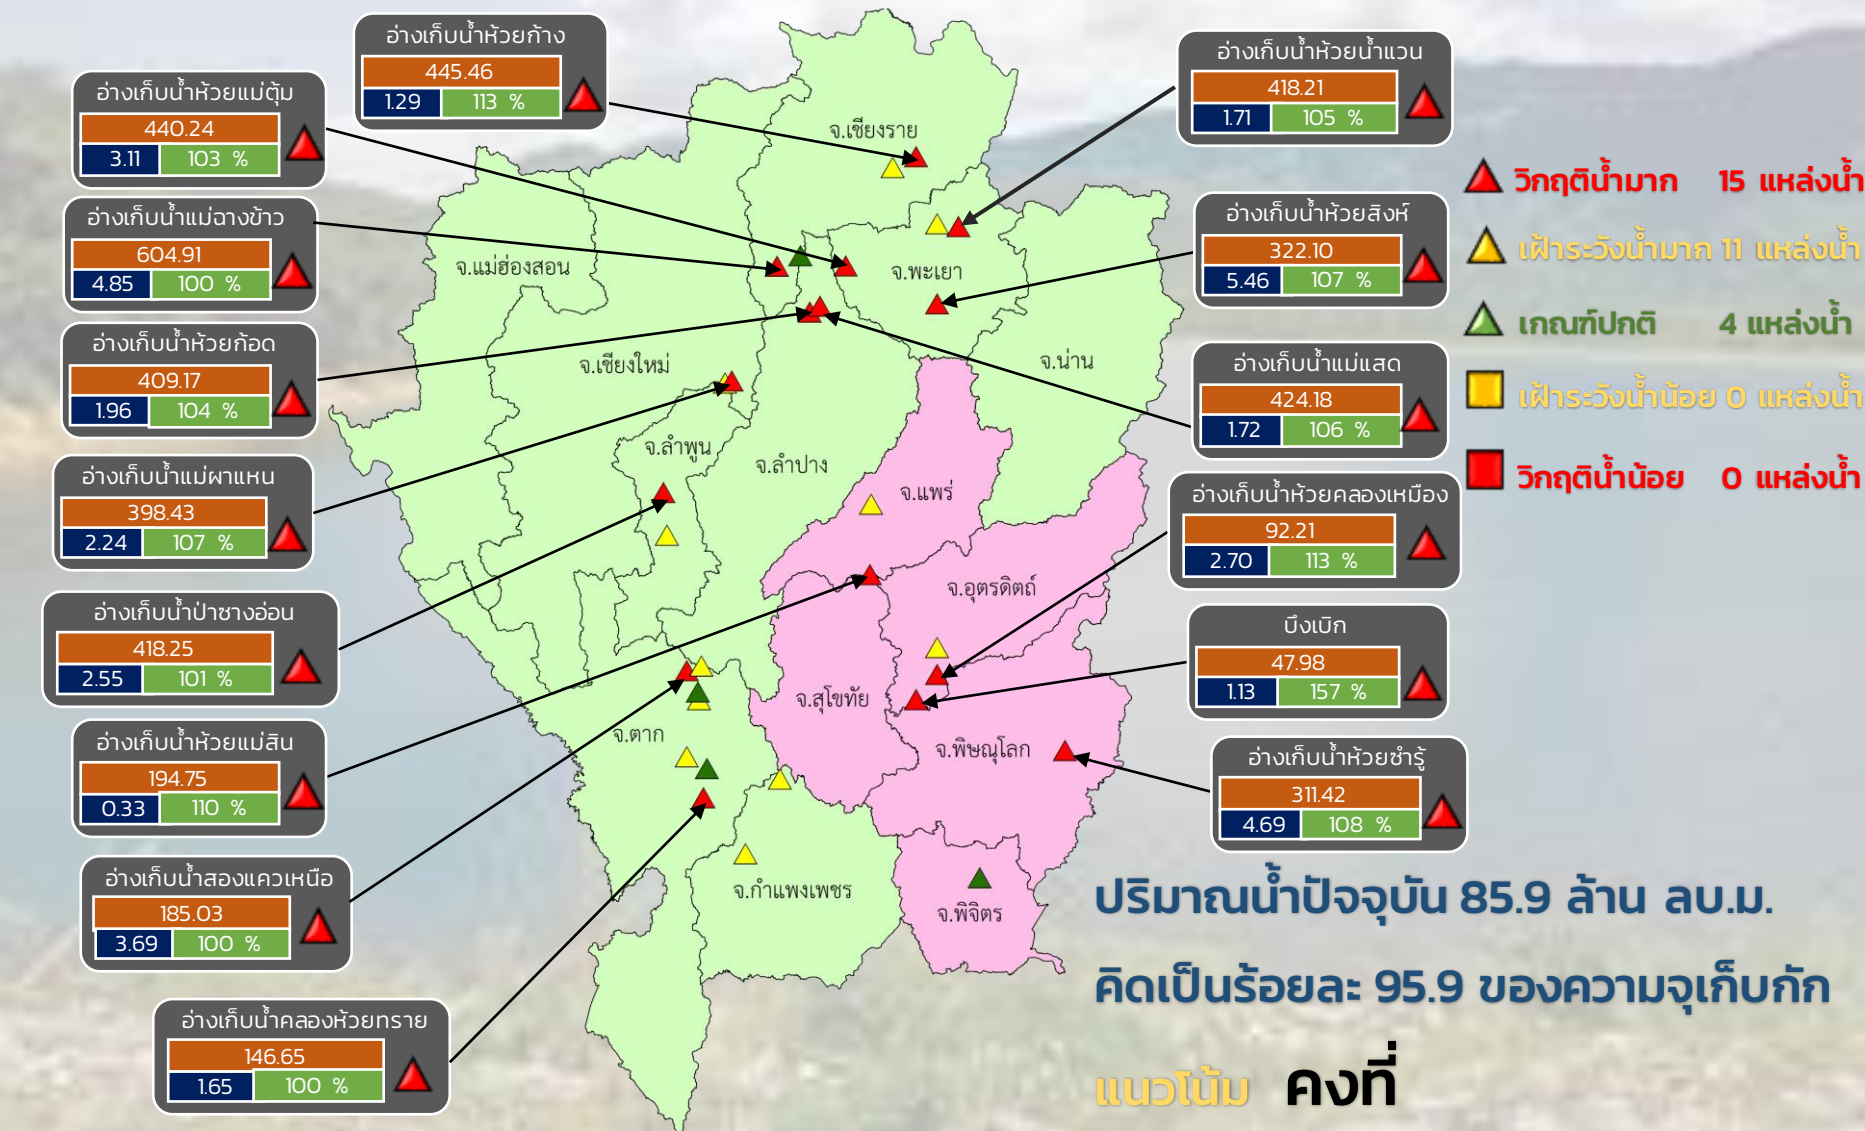 อ่างเก็บน้ำห้วยก้าง
445.46
1.29 113 %
อ่างเก็บน้ำห้วยแม่ตุ้ม
440.24
3.11 103 %
อ่างเก็บน้ำแม่ฉางข้าว
604.91
4.85 100 %
อ่างเก็บน้ำห้วยก้อด
409.17
1.96 104 %
อ่างเก็บน้ำแม่ผาแหน
398.43
2.24 107 %
อ่างเก็บน้ำป่าซางอ่อน
418.25
2.55 101 %
อ่างเก็บน้ำห้วยแม่สิน
194.75
0.33 110 %
อ่างเก็บน้ำสองแควเหนือ
185.03
3.69 100 %
อ่างเก็บน้ำคลองห้วยทราย
146.65
1.65 100 %
จ.เชียงราย
จ.แม่ฮ่องสอน
จ.พะเยา
จ.เชียงใหม่
จ.น่าน
จ.ลำพูน
จ.ลำปาง
จ.แพร่
จ.อุตรดิตถ์
จ.สุโขทัย
จ.ตาก
จ.พิษณุโลก
จ.กำแพงเพชร
จ.พิจิตร
อ่างเก็บน้ำห้วยน้ำแวน
418.21
1.71 105 %
อ่างเก็บน้ำห้วยสิงห์
322.10
5.46 107 %
อ่างเก็บน้ำแม่แสด
424.18
1.72 106 %
อ่างเก็บน้ำห้วยคลองเหมือง
92.21
2.70 113 %
บึงเบิก
47.98
1.13 157 %
อ่างเก็บน้ำห้วยซำรู้
311.42
4.69 108 %
วิกฤติน้ำมาก 15 แหล่งน้ำ
เฝ้าระวังน้ำมาก 11 แหล่งน้ำ
เกณฑ์ปกติ 4 แหล่งน้ำ
เฝ้าระวังน้ำน้อย 0 แหล่งน้ำ
วิกฤติน้ำน้อย 0 แหล่งน้ำ
ปริมาณน้ำปัจจุบัน 85.9 ล้าน ลบ.ม.
คิดเป็นร้อยละ 95.9 ของความจุเก็บกัก
แนวโน้ม คงที่